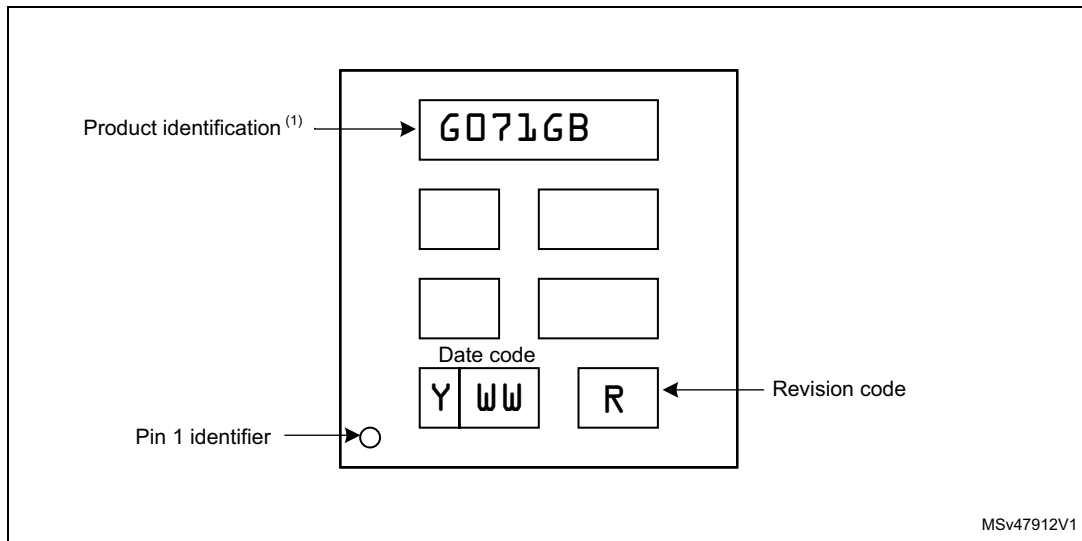 Product identification (1)
G071GB
Date code
Y WW
R
Revision code
Pin 1 identifier
MSv47912V1